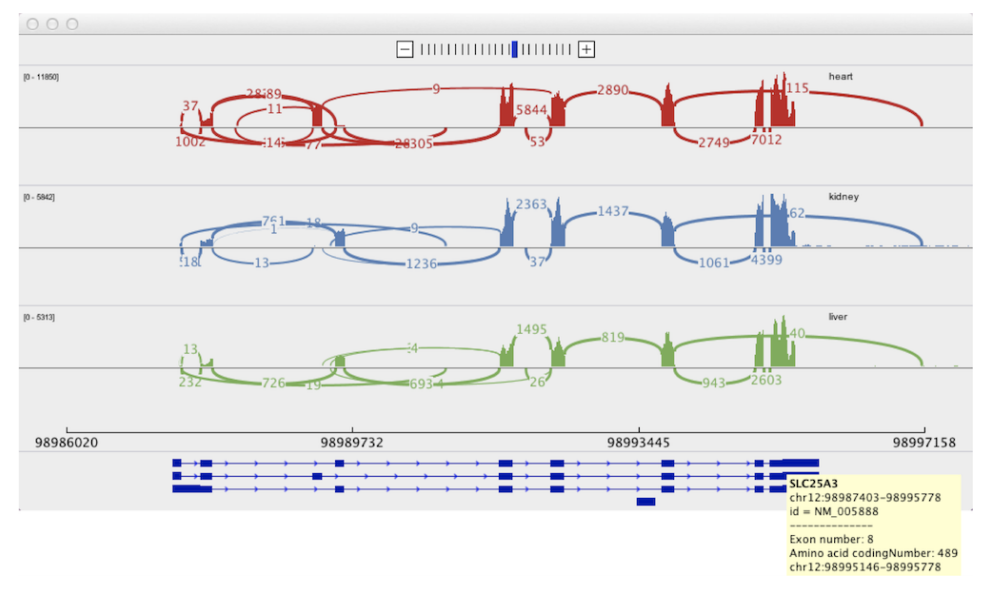 [0 - 11850]
heart
37
2889
11
9
5844
2890
115
1002
77
28305
53
2749
7012
[0 - 5842]
kidney
761
18
1
9
2363
1437
62
13
1236
37
1061
4399
[0 - 5313]
liver
13
1495
819
40
232
726
19
693
26
943
2603
98986020 98989732 98993445 98997158
SLC25A3
chr12:98987403-98995778
id = NM_005888
--------------
Exon number: 8
Amino acid codingNumber: 489
chr12:98995146-98995778